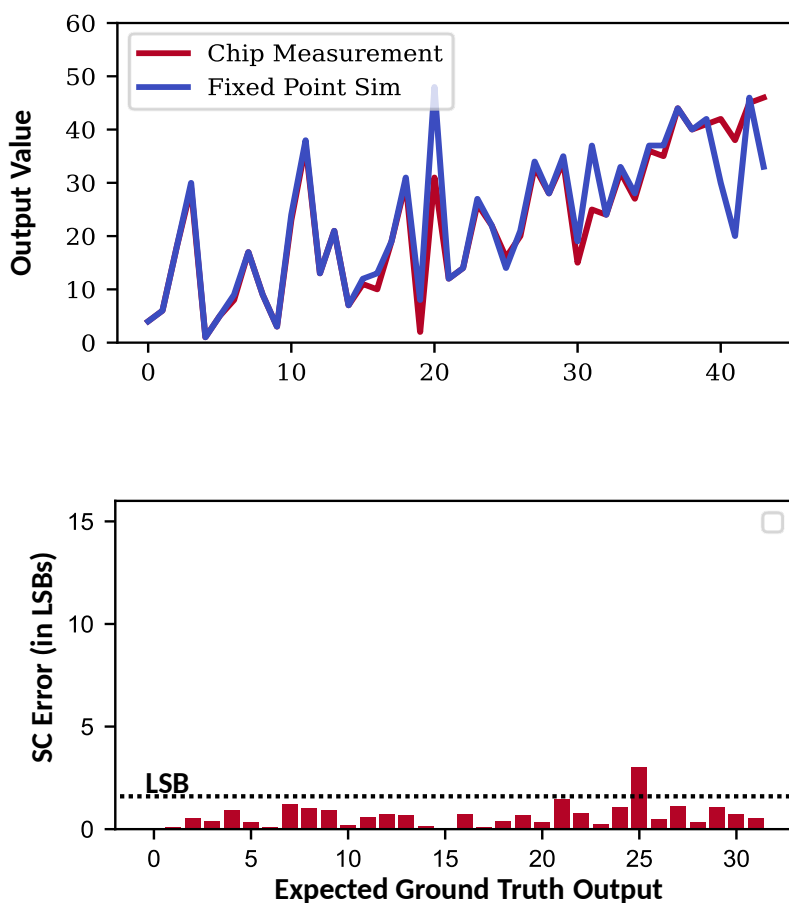 60
50
40
30
20
10
0
Output Value
Chip Measurement
Fixed Point Sim
0 10 20 30 40
15
10
5
0
SC Error (in LSBs)
LSB
0 5 10 15 20 25 30
Expected Ground Truth Output